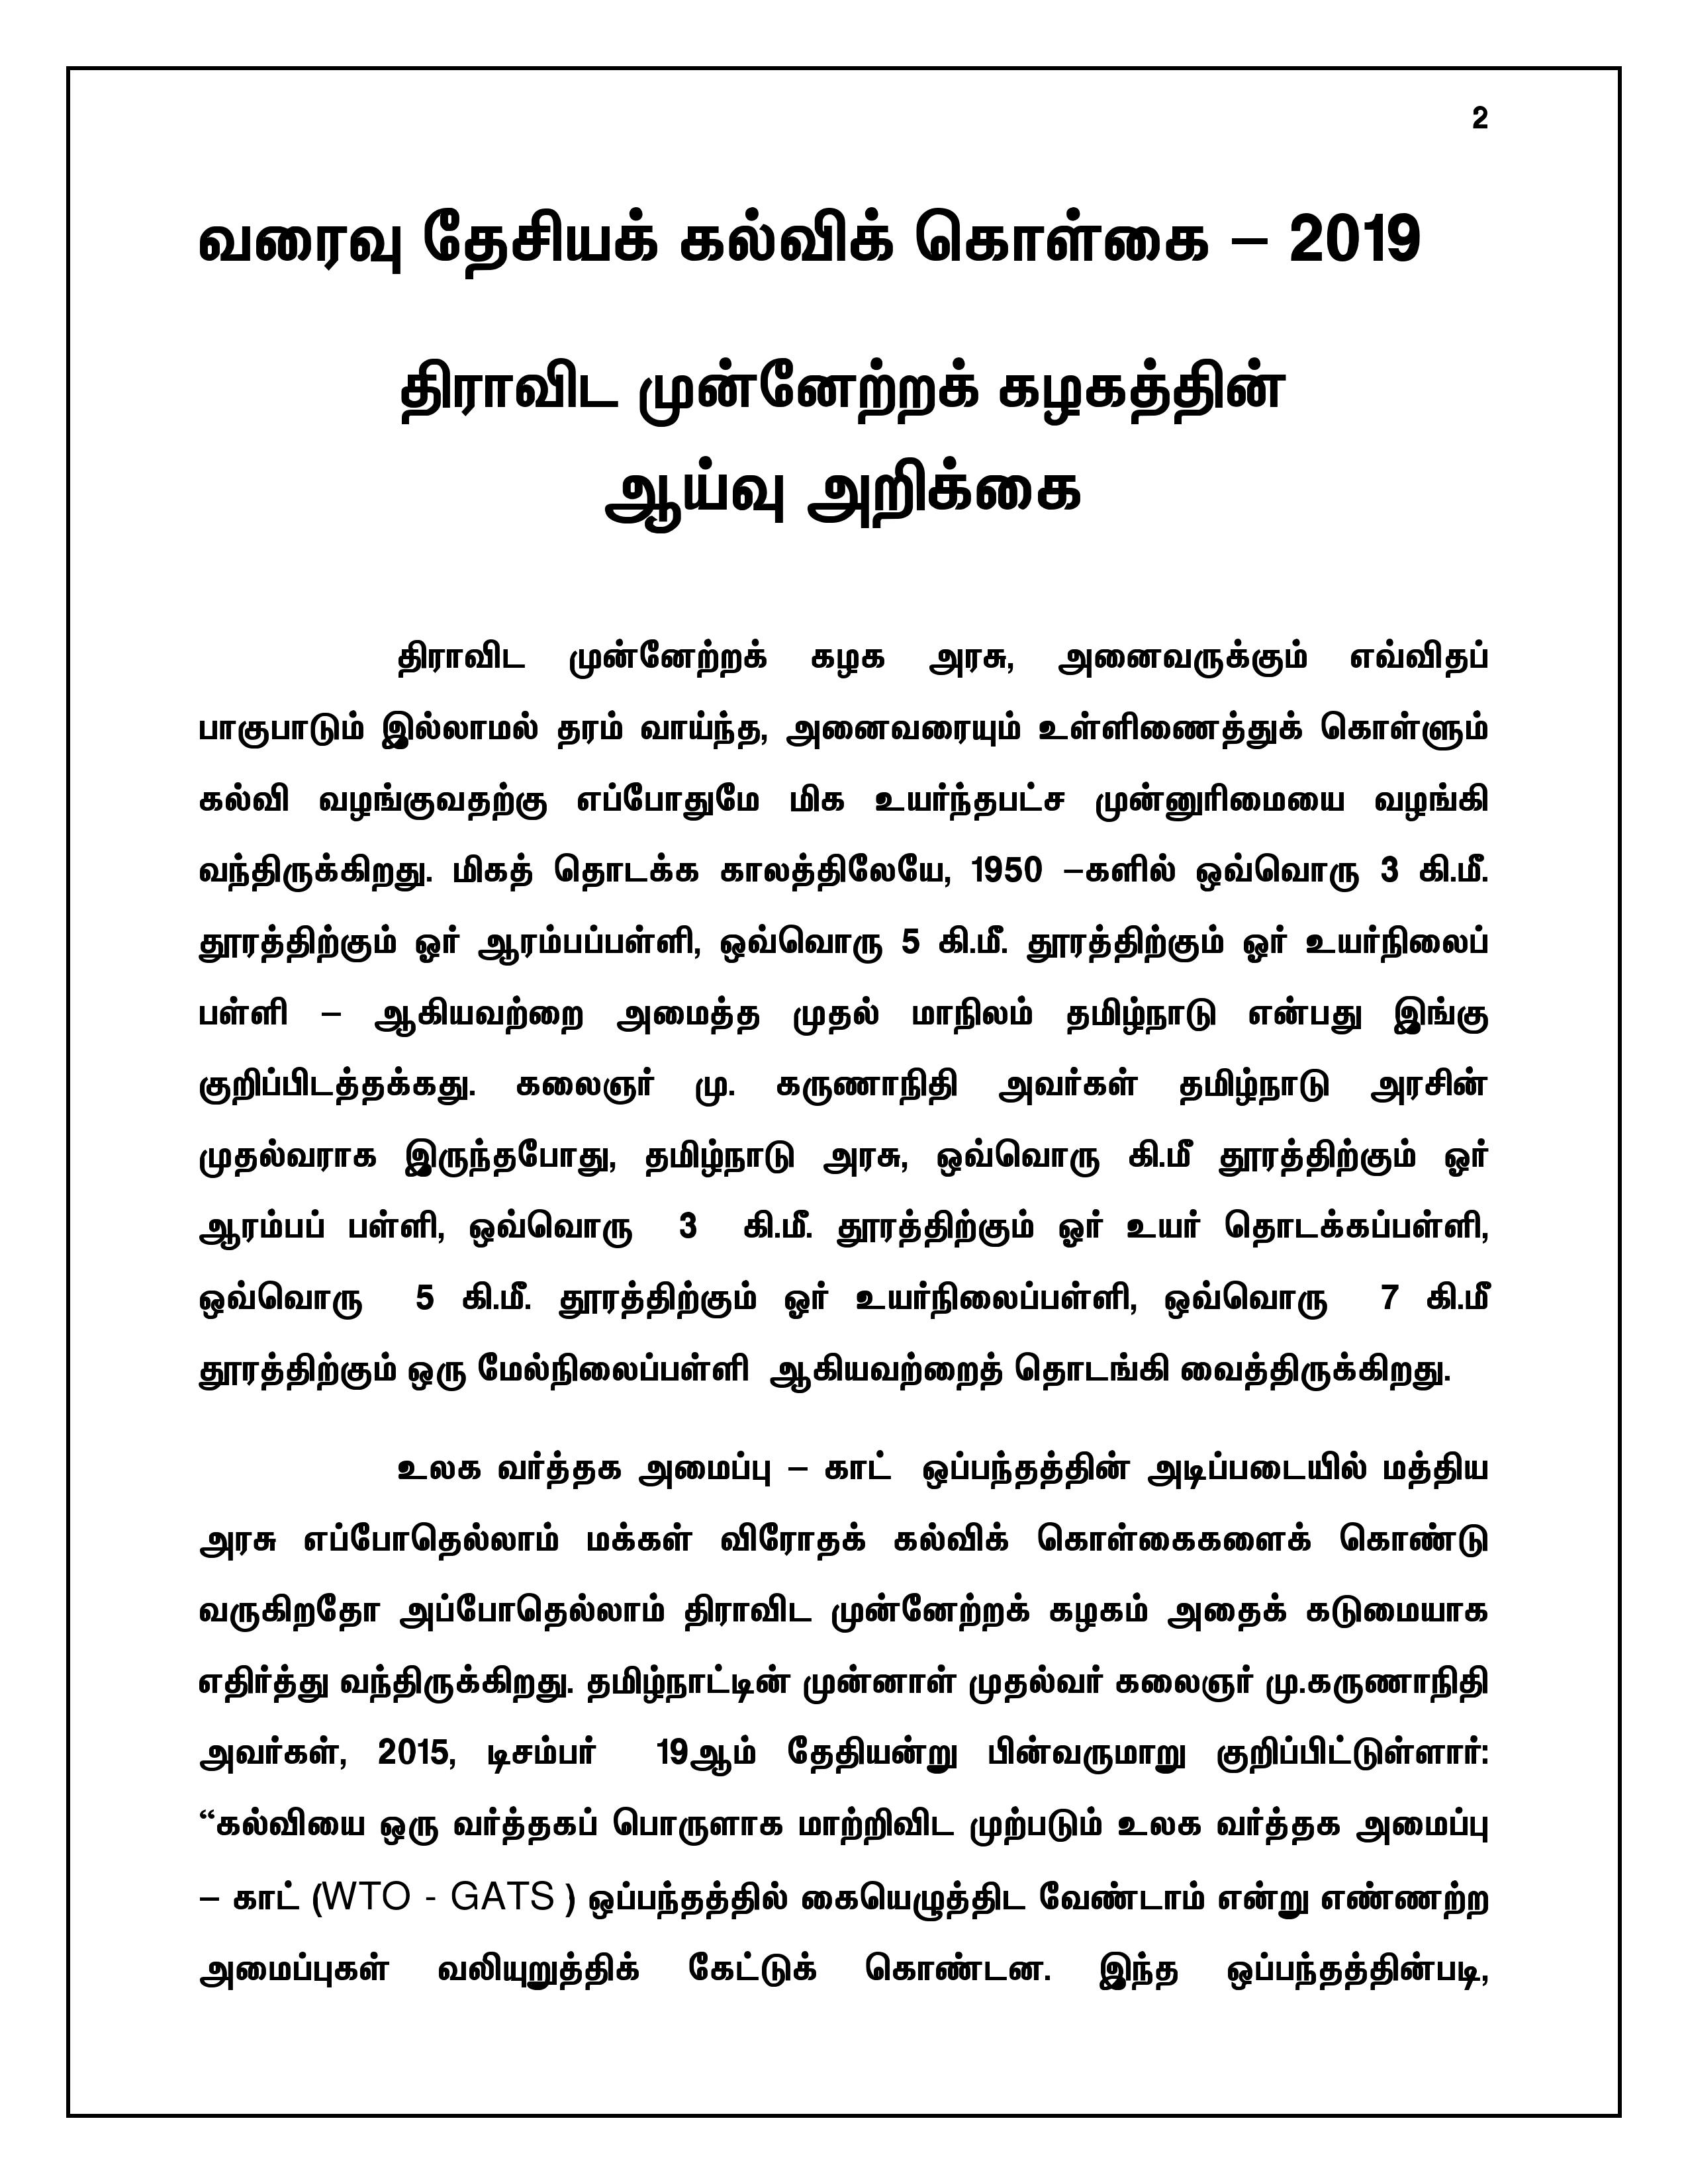 2
வரைவு தேசியக் கல்விக் கொள்கை – 2019
திராவிட முன்னேற்றக் கழகத்தின்
ஆய்வு அறிக்கை
திராவிட முன்னேற்றக் கழக அரசு, அனைவருக்கும் எவ்விதப்
பாகுபாடும் இல்லாமல் தரம் வாய்ந்த, அனைவரையும் உள்ளிணைத்துக் கொள்ளும்
கல்வி வழங்குவதற்கு எப்போதுமே மிக உயர்ந்தபட்ச முன்னுரிமையை வழங்கி
வந்திருக்கிறது. மிகத் தொடக்க காலத்திலேயே, 1950 –களில் ஒவ்வொரு 3 கி.மீ.
தூரத்திற்கும் ஓர் ஆரம்பப்பள்ளி, ஒவ்வொரு 5 கி.மீ. தூரத்திற்கும் ஓர் உயர்நிலைப்
பள்ளி – ஆகியவற்றை அமைத்த முதல் மாநிலம் தமிழ்நாடு என்பது இங்கு
குறிப்பிடத்தக்கது. கலைஞர் மு. கருணாநிதி அவர்கள் தமிழ்நாடு அரசின்
முதல்வராக இருந்தபோது, தமிழ்நாடு அரசு, ஒவ்வொரு கி.மீ தூரத்திற்கும் ஓர்
ஆரம்பப் பள்ளி, ஒவ்வொரு 3 கி.மீ. தூரத்திற்கும் ஓர் உயர் தொடக்கப்பள்ளி,
ஒவ்வொரு 5 கி.மீ. தூரத்திற்கும் ஓர் உயர்நிலைப்பள்ளி, ஒவ்வொரு 7 கி.மீ
தூரத்திற்கும் ஒரு மேல்நிலைப்பள்ளி ஆகியவற்றைத் தொடங்கி வைத்திருக்கிறது.
உலக வர்த்தக அமைப்பு – காட் ஒப்பந்தத்தின் அடிப்படையில் மத்திய
அரசு எப்போதெல்லாம் மக்கள் விரோதக் கல்விக் கொள்கைகளைக் கொண்டு
வருகிறதோ அப்போதெல்லாம் திராவிட முன்னேற்றக் கழகம் அதைக் கடுமையாக
எதிர்த்து வந்திருக்கிறது. தமிழ்நாட்டின் முன்னாள் முதல்வர் கலைஞர் மு.கருணாநிதி
அவர்கள், 2015, டிசம்பர் 19ஆம் தேதியன்று பின்வருமாறு குறிப்பிட்டுள்ளார்:
“கல்வியை ஒரு வர்த்தகப் பொருளாக மாற்றிவிட முற்படும் உலக வர்த்தக அமைப்பு
– காட் (WTO - GATS ) ஒப்பந்தத்தில் கையெழுத்திட வேண்டாம் என்று எண்ணற்ற
அமைப்புகள் வலியுறுத்திக் கேட்டுக் கொண்டன. இந்த ஒப்பந்தத்தின்படி,